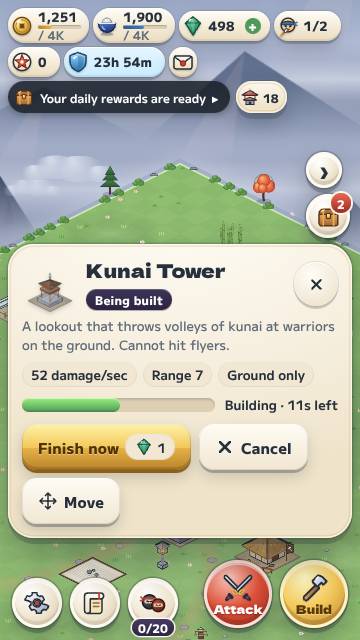 1,251
/ 4K
1,900
/ 4K
498
1/2
0
23h 54m
Your daily rewards are ready ▸
18
2
Kunai Tower
Being built
A lookout that throws volleys of kunai at warriors
on the ground. Cannot hit flyers.
52 damage/sec
Range 7
Ground only
Building · 11s left
Finish now 1
Cancel
Move
Attack
Build
0/20